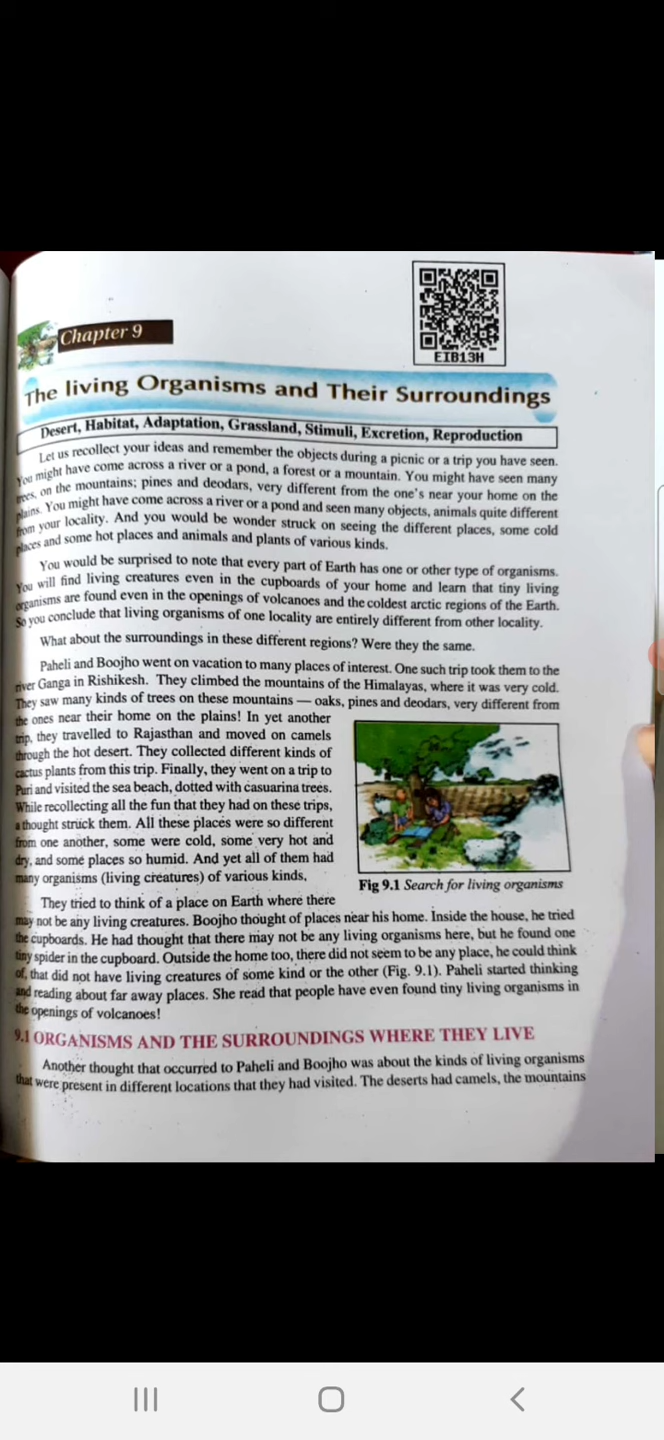 EIB13H
Chapter 9
The living Organisms and Their Surroundings
Desert, Habitat, Adaptation, Grassland, Stimuli, Excretion, Reproduction
Let us recollect your ideas and remember the objects during a picnic or a trip you have seen.
You might have come across a river or a pond, a forest or a mountain. You might have seen many
trees, on the mountains; pines and deodars, very different from the one's near your home on the
plains. You might have come across a river or a pond and seen many objects, animals quite different
from your locality. And you would be wonder struck on seeing the different places, some cold
places and some hot places and animals and plants of various kinds.
You would be surprised to note that every part of Earth has one or other type of organisms.
You will find living creatures even in the cupboards of your home and learn that tiny living
organisms are found even in the openings of volcanoes and the coldest arctic regions of the Earth.
So you conclude that living organisms of one locality are entirely different from other locality.
What about the surroundings in these different regions? Were they the same.
Paheli and Boojho went on vacation to many places of interest. One such trip took them to the
river Ganga in Rishikesh. They climbed the mountains of the Himalayas, where it was very cold.
They saw many kinds of trees on these mountains — oaks, pines and deodars, very different from
the ones near their home on the plains! In yet another
trip, they travelled to Rajasthan and moved on camels
through the hot desert. They collected different kinds of
cactus plants from this trip. Finally, they went on a trip to
Puri and visited the sea beach, dotted with casuarina trees.
While recollecting all the fun that they had on these trips,
a thought struck them. All these places were so different
from one another, some were cold, some very hot and
dry, and some places so humid. And yet all of them had
many organisms (living creatures) of various kinds.
Fig 9.1 Search for living organisms
They tried to think of a place on Earth where there
may not be any living creatures. Boojho thought of places near his home. Inside the house, he tried
the cupboards. He had thought that there may not be any living organisms here, but he found one
tiny spider in the cupboard. Outside the home too, there did not seem to be any place, he could think
of, that did not have living creatures of some kind or the other (Fig. 9.1). Paheli started thinking
and reading about far away places. She read that people have even found tiny living organisms in
the openings of volcanoes!
9.1 ORGANISMS AND THE SURROUNDINGS WHERE THEY LIVE
Another thought that occurred to Paheli and Boojho was about the kinds of living organisms
that were present in different locations that they had visited. The deserts had camels, the mountains